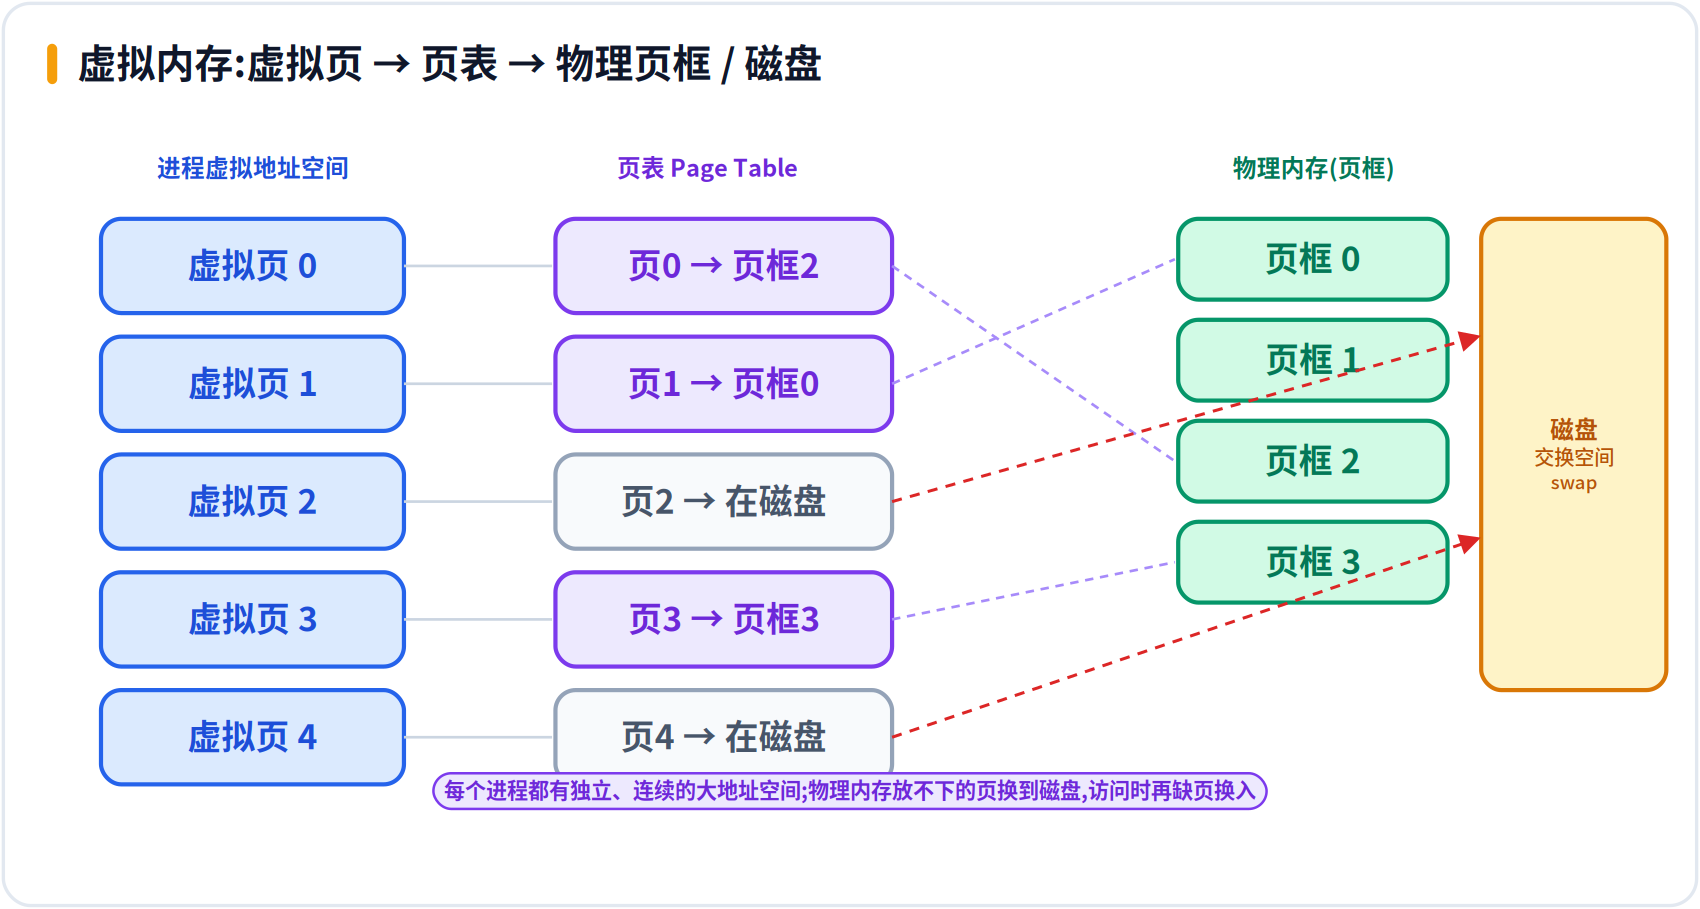 虚拟内存:虚拟页 → 页表 → 物理页框 / 磁盘
进程虚拟地址空间
页表 Page Table
物理内存(页框)
虚拟页 0
页0 → 页框2
页框 0
虚拟页 1
页1 → 页框0
页框 1
虚拟页 2
页2 → 在磁盘
页框 2
虚拟页 3
页3 → 页框3
页框 3
虚拟页 4
页4 → 在磁盘
磁盘
交换空间
swap
每个进程都有独立、连续的大地址空间;物理内存放不下的页换到磁盘,访问时再缺页换入